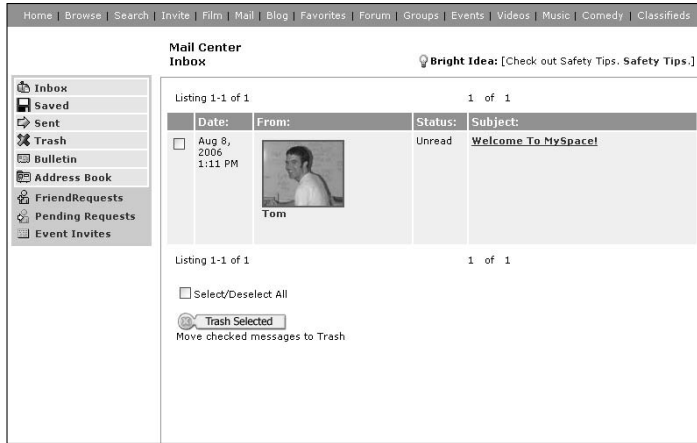 Home | Browse | Search | Invite | Film | Mail | Blog | Favorites | Forum | Groups | Events | Videos | Music | Comedy | Classifieds
Mail Center
Inbox
Bright Idea: [Check out Safety Tips. Safety Tips.]
Inbox
Saved
Sent
Trash
Bulletin
Address Book
FriendRequests
Pending Requests
Event Invites
Listing 1-1 of 1 1 of 1
Date: From: Status: Subject:
Aug 8, Unread Welcome To MySpace!
2006
1:11 PM
Tom
Listing 1-1 of 1 1 of 1
Select/Deselect All
Trash Selected
Move checked messages to Trash